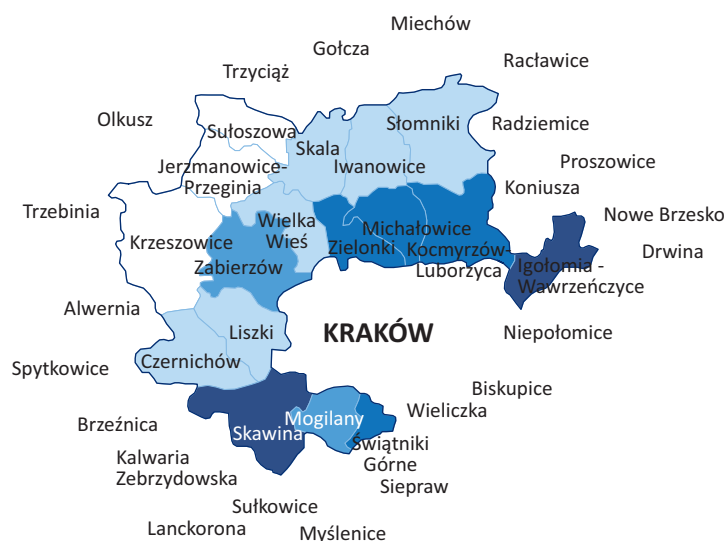 Miechów
Gołcza
Racławice
Trzyciąż
Olkusz
Sułoszowa
Słomniki
Radziemice
Skala
Iwanowice
Jerzmanowice-
Przeginia
Proszowice
Koniusza
Trzebinia
Wielka
Wieś
Nowe Brzesko
Michałowice
Krzeszowice
Zielonki
Kocmyrzów-
Luborzyca
Drwina
Zabierzów
Igołomia -
Wawrzeńczyce
Alwernia
Liszki
KRAKÓW
Niepołomice
Czernichów
Spytkowice
Biskupice
Wieliczka
Brzeźnica
Mogilany
Skawina
Świątniki
Górne
Kalwaria
Zebrzydowska
Siepraw
Sułkowice
Lanckorona
Myślenice